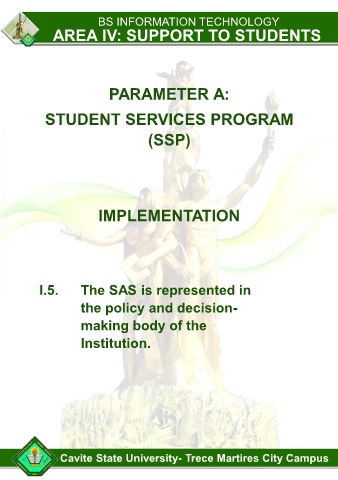 BS INFORMATION TECHNOLOGY
AREA IV: SUPPORT TO STUDENTS
PARAMETER A:
STUDENT SERVICES PROGRAM
(SSP)
IMPLEMENTATION
I.5. The SAS is represented in
the policy and decision-
making body of the
Institution.
Cavite State University- Trece Martires City Campus